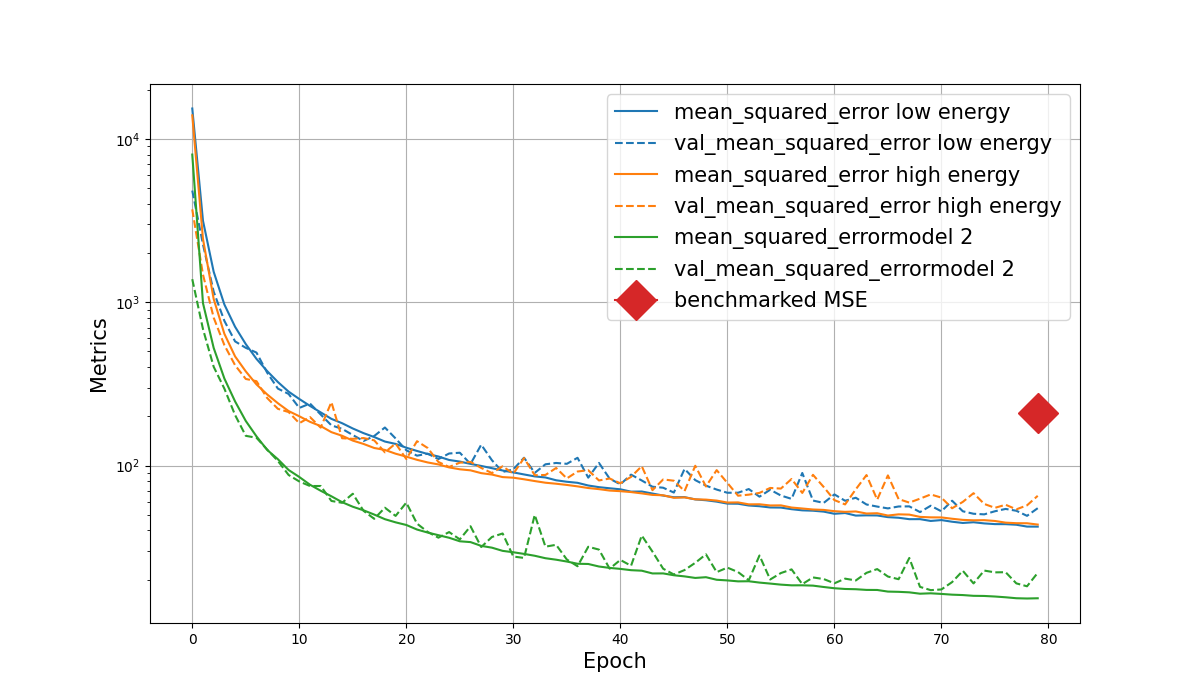 10⁴
10³
10²
Metrics
mean_squared_error low energy
val_mean_squared_error low energy
mean_squared_error high energy
val_mean_squared_error high energy
mean_squared_errormodel 2
val_mean_squared_errormodel 2
benchmarked MSE
0 10 20 30 40 50 60 70 80
Epoch